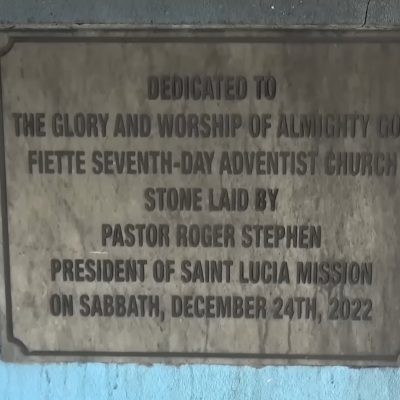 DEDICATED TO
THE GLORY AND WORSHIP OF ALMIGHTY GO
FIETTE SEVENTH-DAY ADVENTIST CHURCH
STONE LAID BY
PASTOR ROGER STEPHEN
PRESIDENT OF SAINT LUCIA MISSION
ON SABBATH, DECEMBER 24TH, 2022